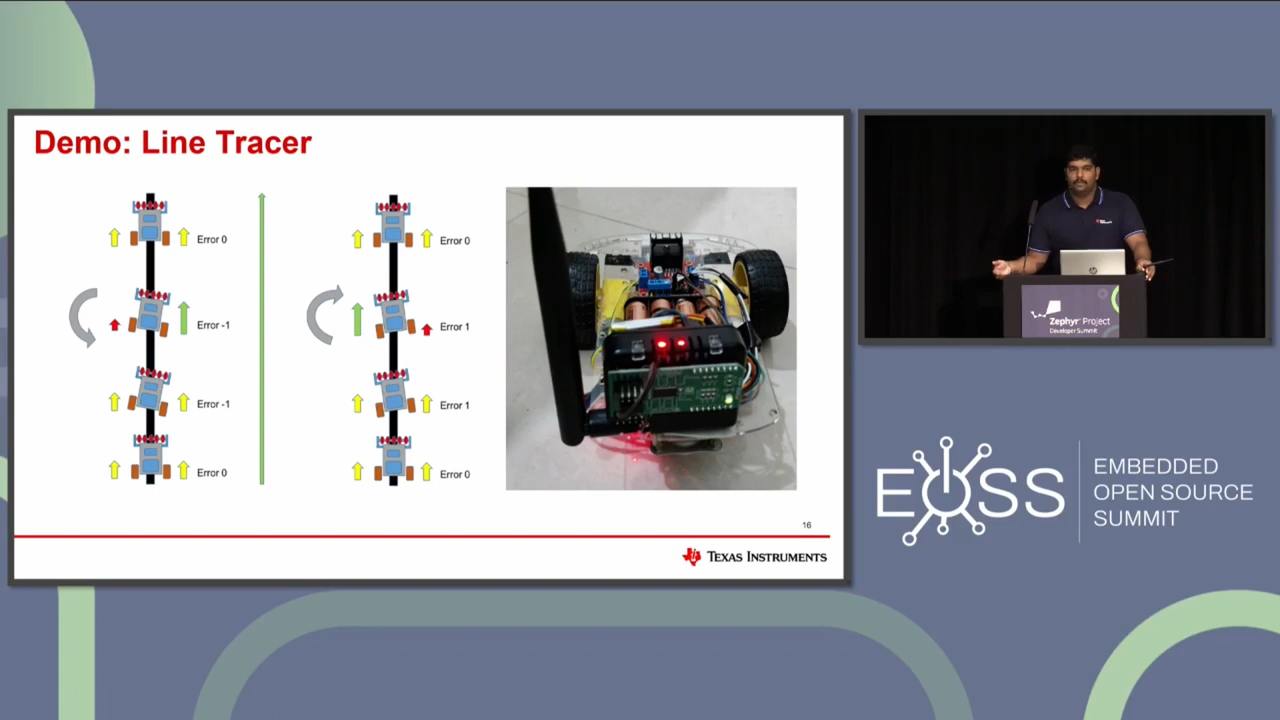 Demo: Line Tracer
Error 0
Error 0
Error -1
Error 1
Error -1
Error 1
Error 0
Error 0
16
TEXAS INSTRUMENTS
Zephyr Project
Developer Summit
EOSS
EMBEDDED
OPEN SOURCE
SUMMIT